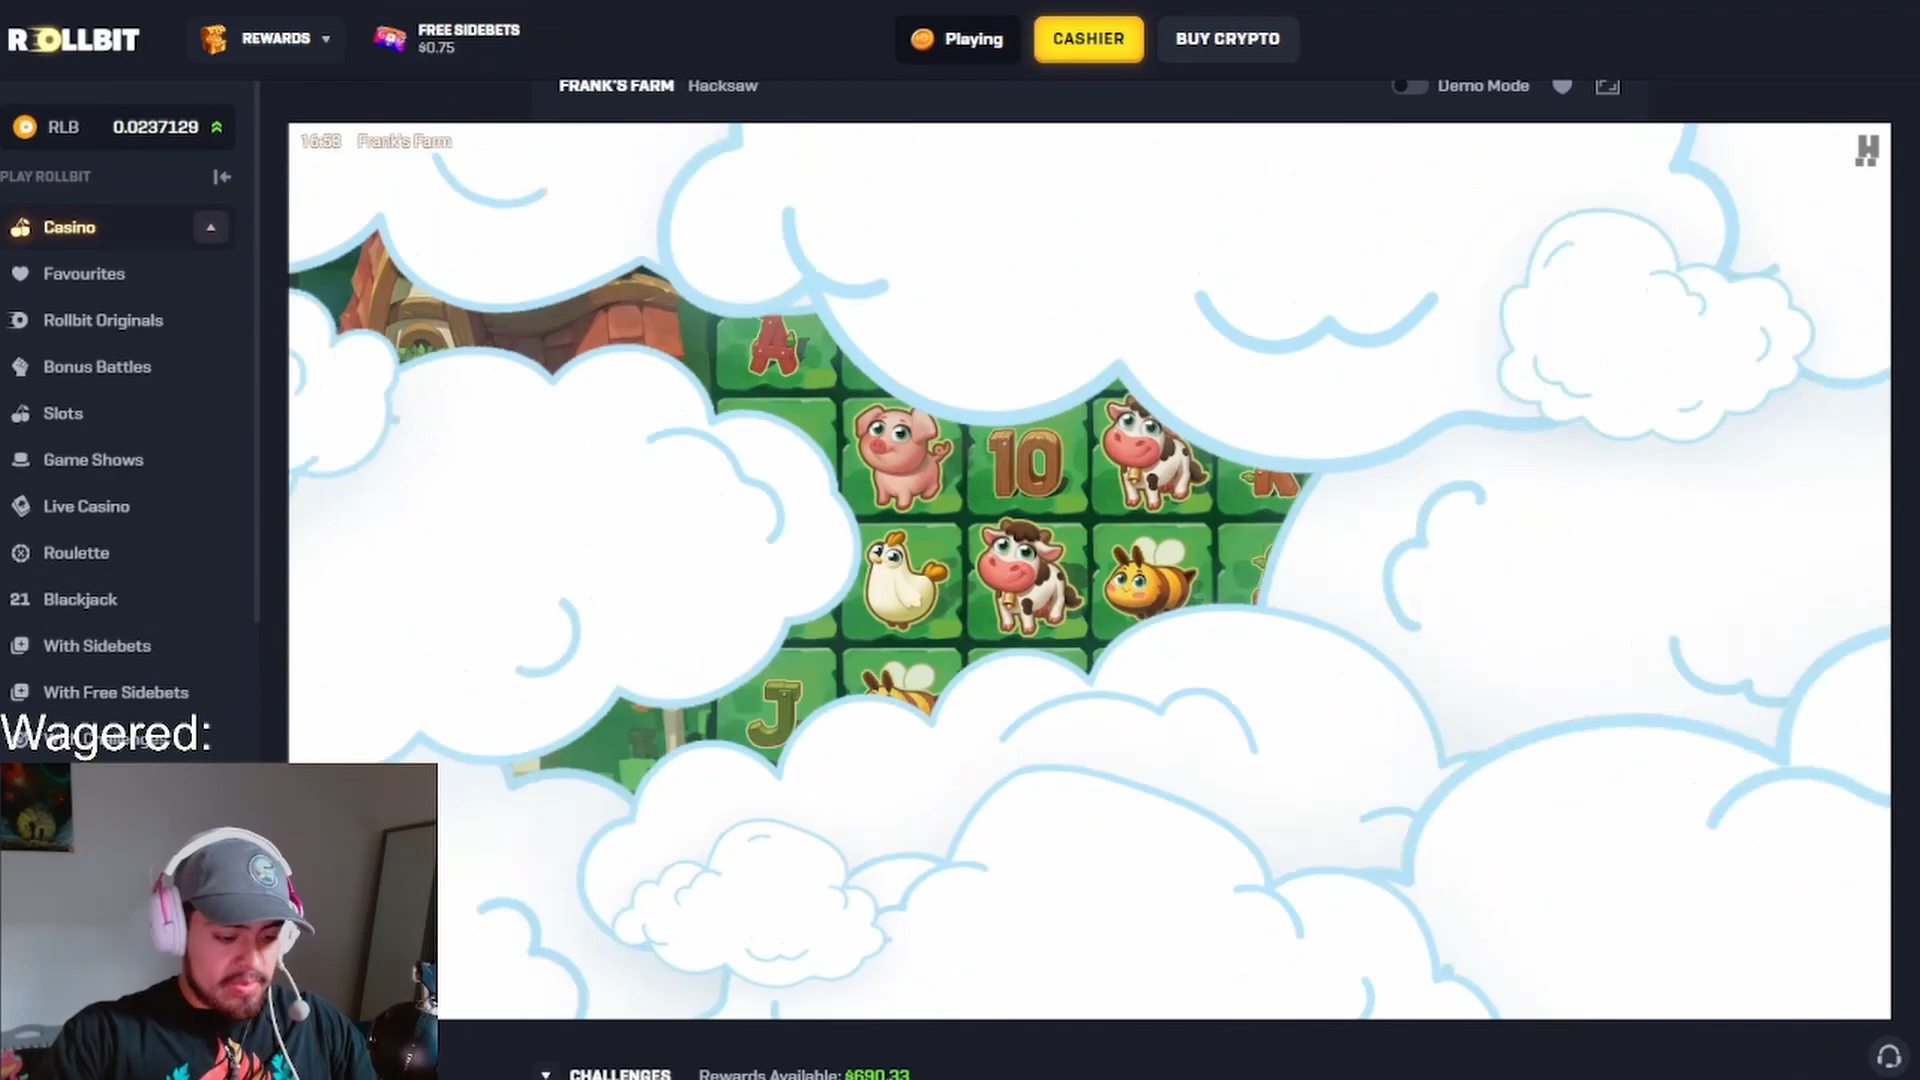 ROLLBIT
REWARDS
FREE SIDEBETS
$0.75
Playing
CASHIER
BUY CRYPTO
FRANK'S FARM Hacksaw
Demo Mode
RLB 0.0237129
PLAY ROLLBIT
Casino
Favourites
Rollbit Originals
Bonus Battles
Slots
Game Shows
Live Casino
Roulette
21 Blackjack
With Sidebets
With Free Sidebets
Wagered:
16:53 Frank's Farm
H
A
10
K
J
CHALLENGES Rewards Available: $690.33